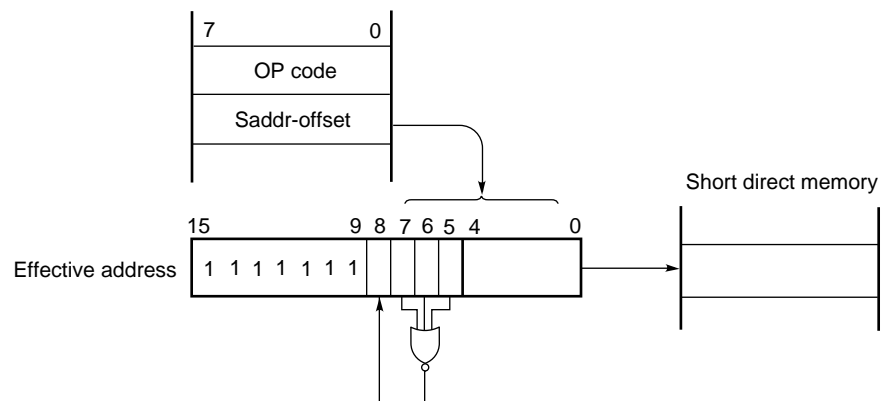 7 0
OP code
Saddr-offset
Short direct memory
15 9 8 7 6 5 4 0
Effective address 1 1 1 1 1 1 1